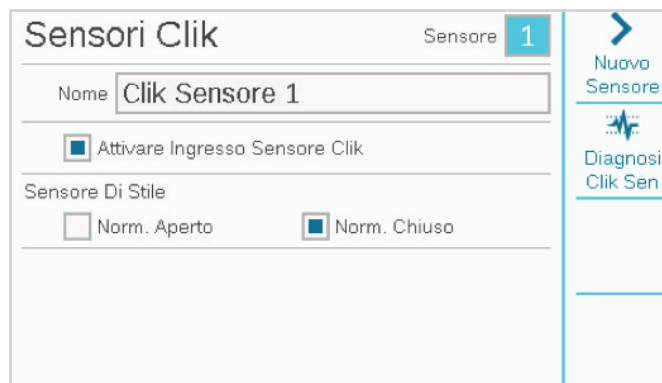 Sensori Clik
Sensore 1
Nuovo
Sensore
Nome Clik Sensore 1
Attivare Ingresso Sensore Clik
Diagnosi
Clik Sen
Sensore Di Stile
Norm. Aperto Norm. Chiuso